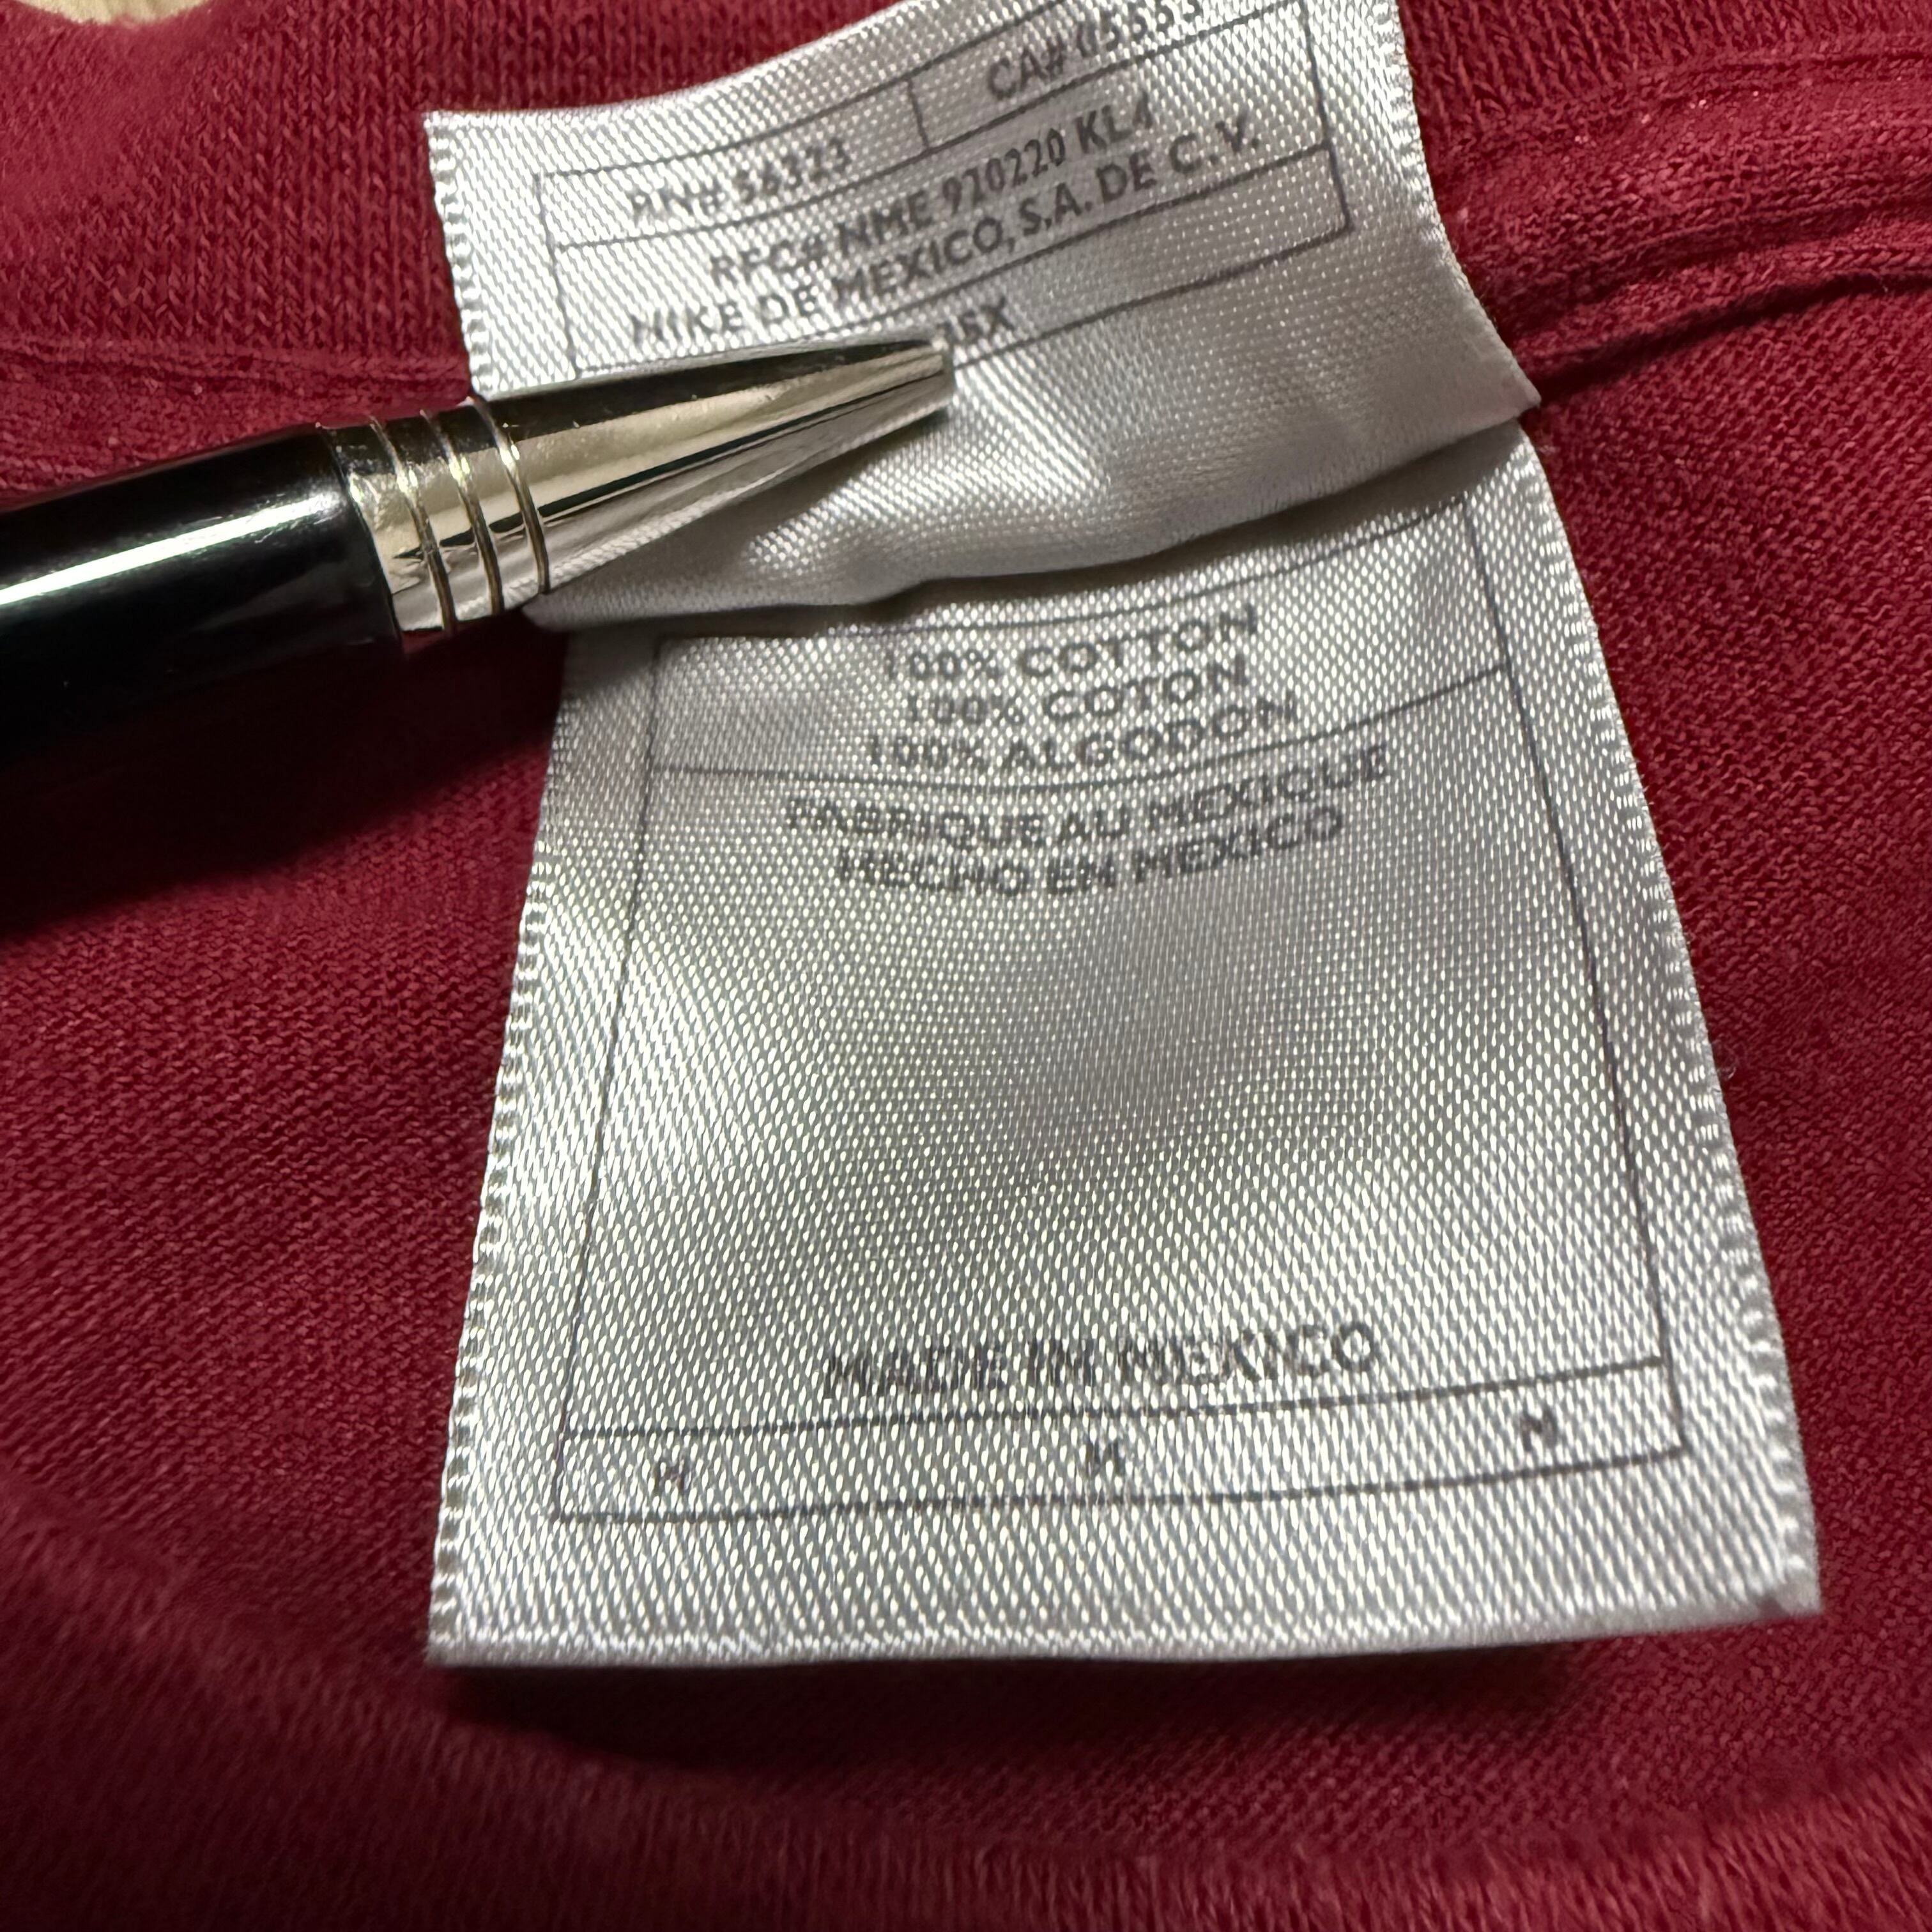 RN# 56323 CA# 05553
RFC# NME 920220 KL4
NIKE DE MEXICO, S.A. DE C.V.
100% COTTON
100% COTON
100% ALGODON
FABRIQUE AU MEXIQUE
HECHO EN MEXICO
MADE IN MEXICO